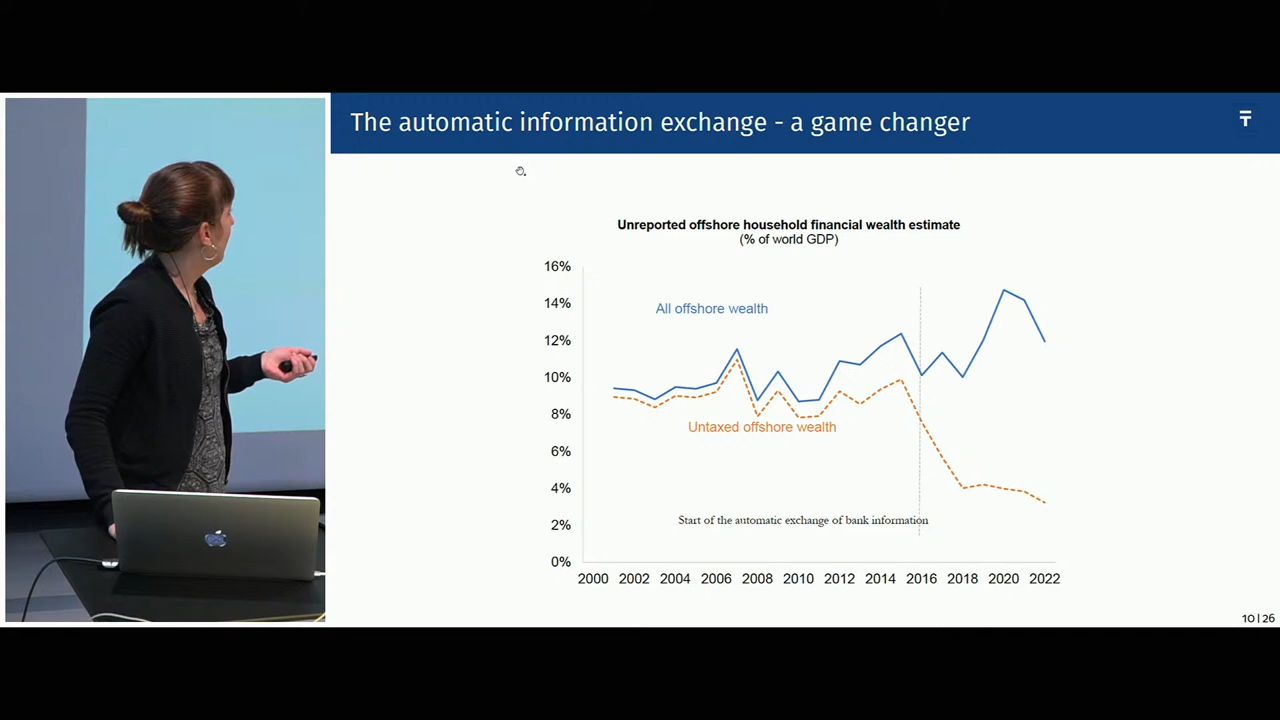 The automatic information exchange - a game changer
Unreported offshore household financial wealth estimate
(% of world GDP)
16%
14%
12%
10%
8%
6%
4%
2%
0%
All offshore wealth
Untaxed offshore wealth
Start of the automatic exchange of bank information
2000 2002 2004 2006 2008 2010 2012 2014 2016 2018 2020 2022
10 | 26